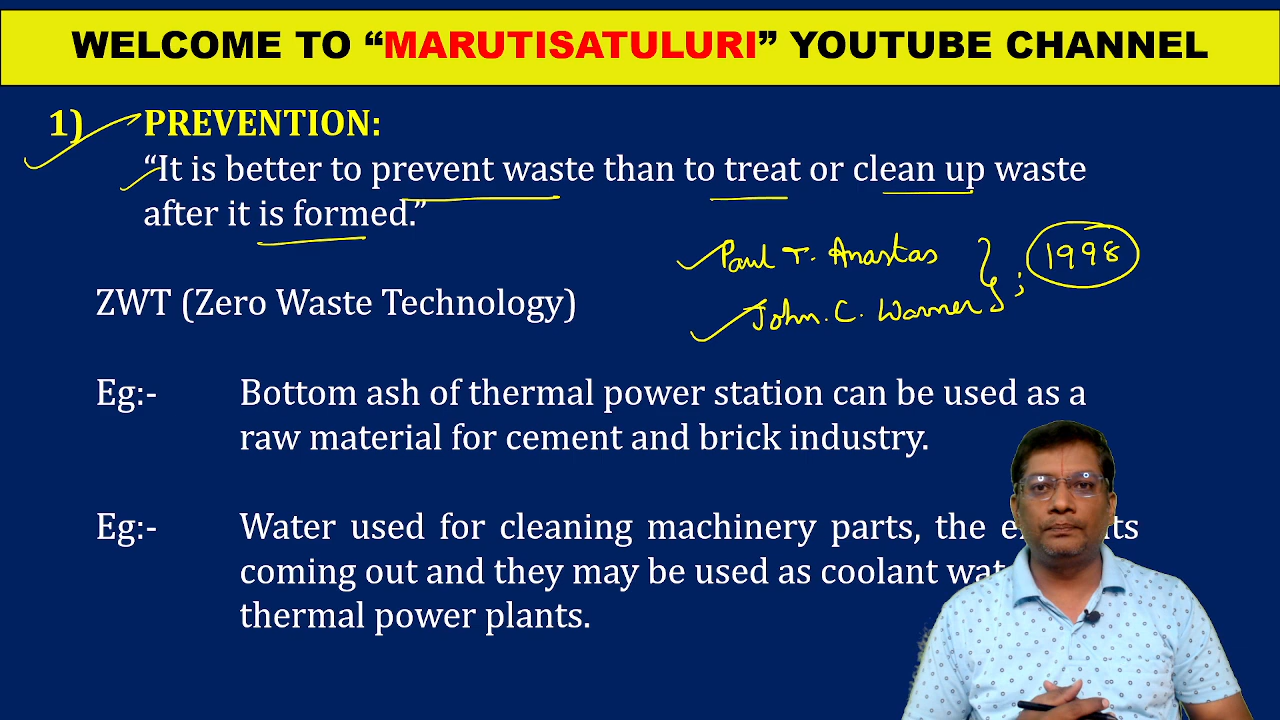 WELCOME TO “MARUTISATULURI” YOUTUBE CHANNEL
1) PREVENTION:
“It is better to prevent waste than to treat or clean up waste
after it is formed.”
Paul T. Anastas
John. C. Warner } ; 1998
ZWT (Zero Waste Technology)
Eg:- Bottom ash of thermal power station can be used as a
raw material for cement and brick industry.
Eg:- Water used for cleaning machinery parts, the
coming out and they may be used as coolant
thermal power plants.